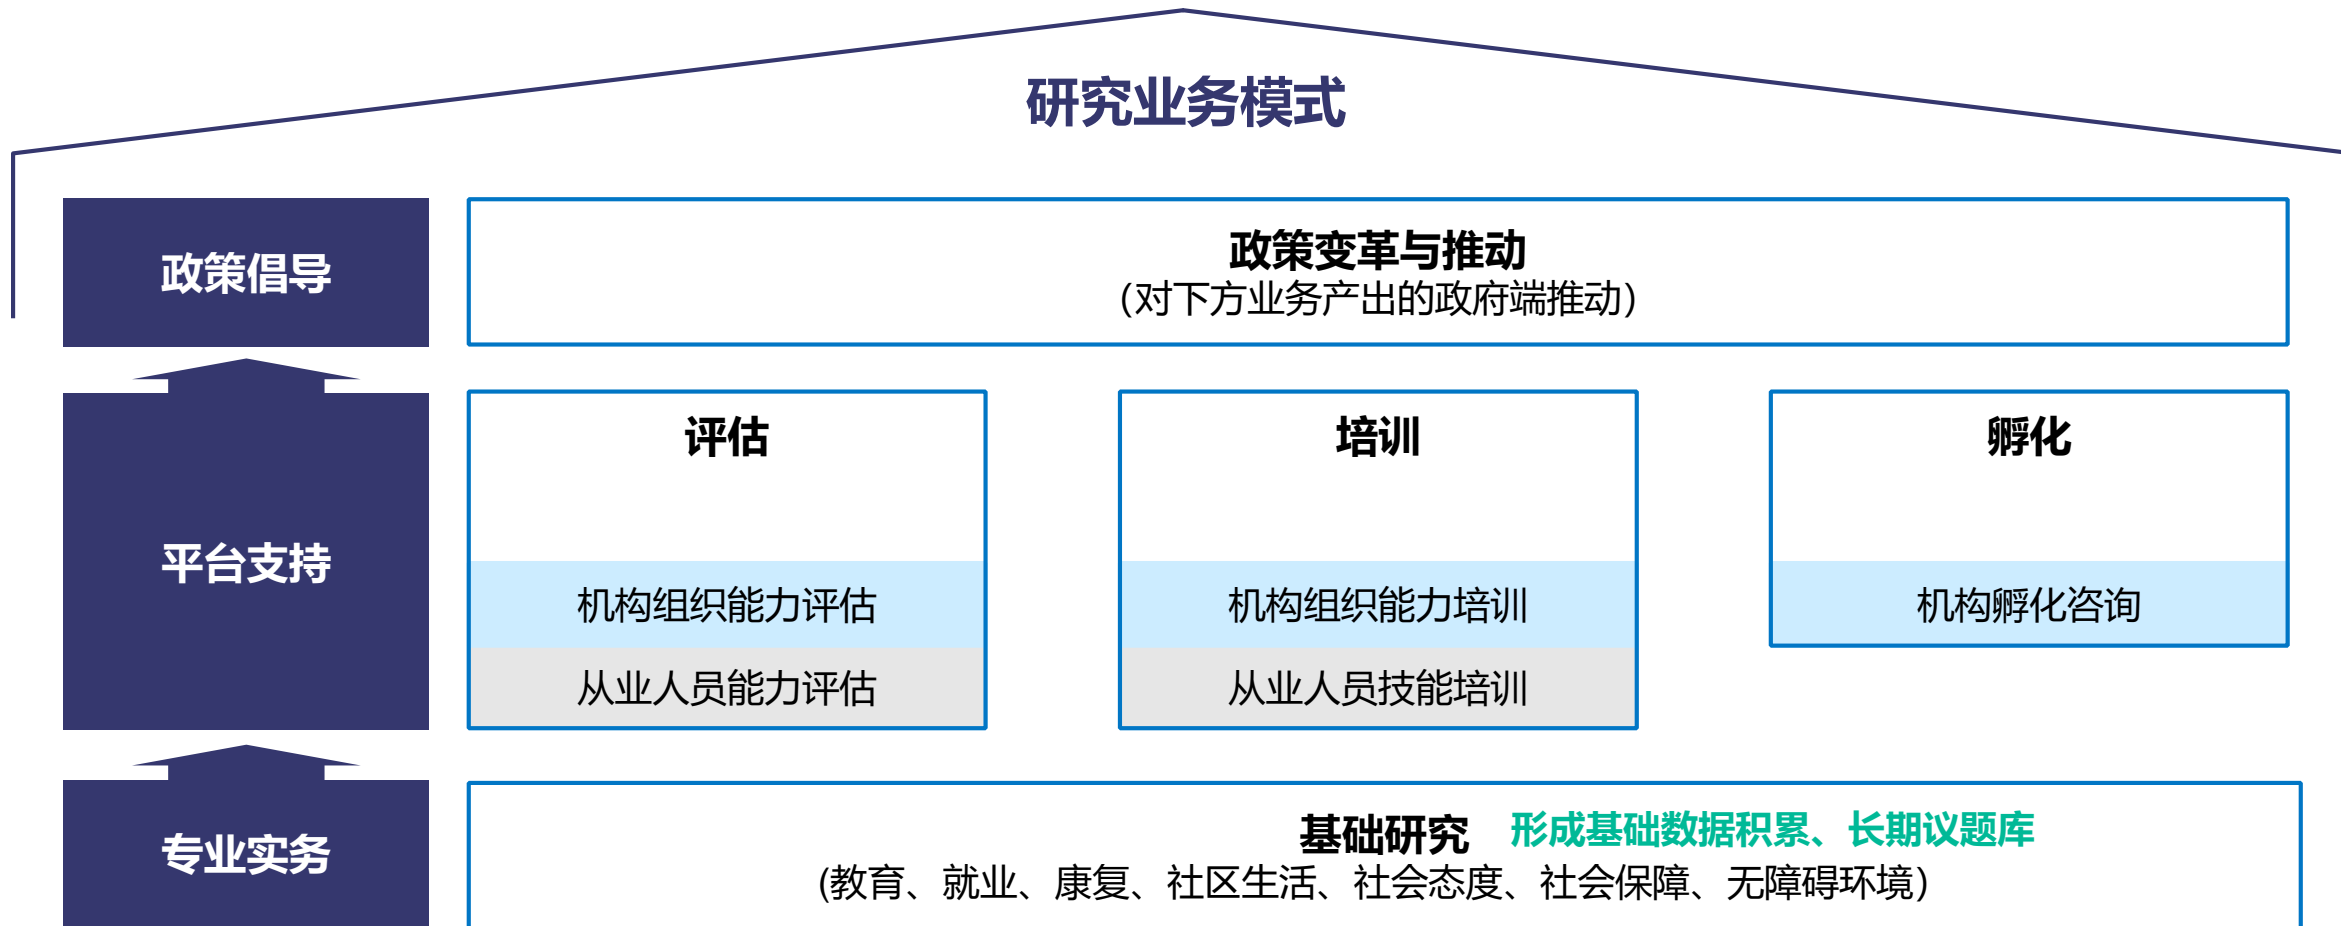 研究业务模式
政策倡导
政策变革与推动
(对下方业务产出的政府端推动)
平台支持
评估
机构组织能力评估
从业人员能力评估
培训
机构组织能力培训
从业人员技能培训
孵化
机构孵化咨询
专业实务
基础研究 形成基础数据积累、长期议题库
(教育、就业、康复、社区生活、社会态度、社会保障、无障碍环境)